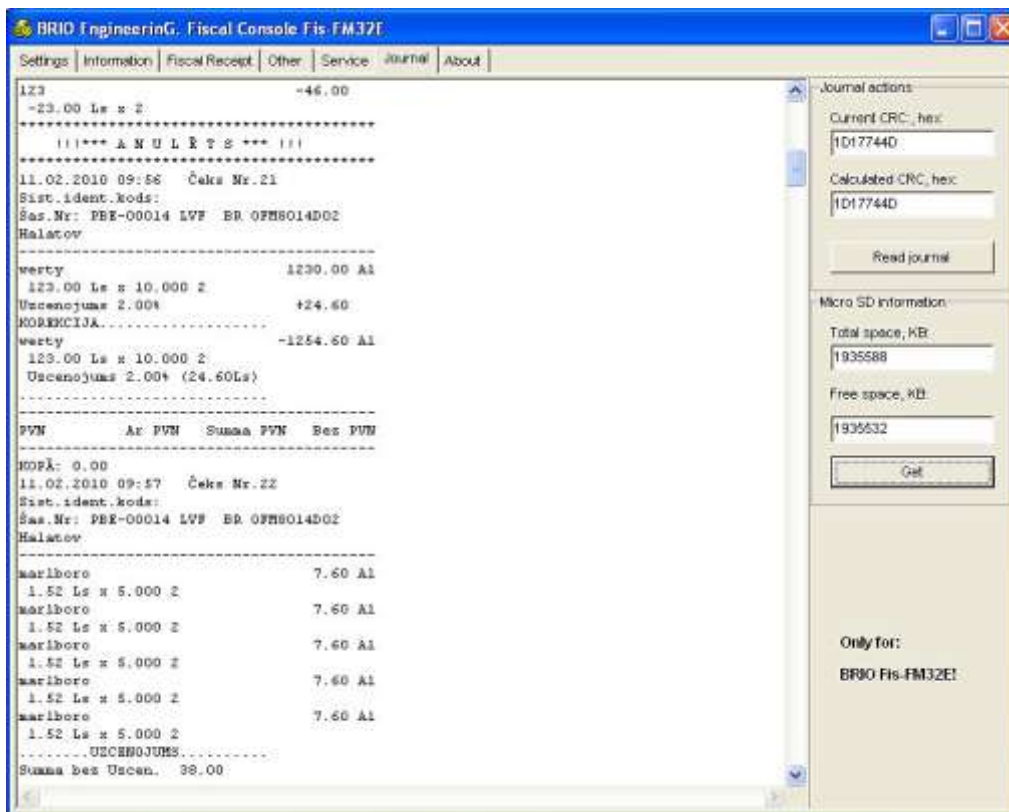 BRIO EngineerinG. Fiscal Console Fis-FM32E
Settings Information Fiscal Receipt Other Service Journal About
123 -46.00
-23.00 Ls x 2
******************************************
!!!*** A N U L Ē T S *** !!!
******************************************
11.02.2010 09:56 Čeks Nr.21
Sist.ident.kods:
Šas.Nr: PBE-00014 LVF BR 0FM8014D02
Halatov
------------------------------------------
werty 1230.00 A1
123.00 Ls x 10.000 2
Uzcenojums 2.00% +24.60
KOREKCIJA....................
werty -1254.60 A1
123.00 Ls x 10.000 2
Uzcenojums 2.00% (24.60Ls)
.............................
------------------------------------------
PVN Ar PVN Summa PVN Bez PVN
------------------------------------------
KOPĀ: 0.00
11.02.2010 09:57 Čeks Nr.22
Sist.ident.kods:
Šas.Nr: PBE-00014 LVF BR 0FM8014D02
Halatov
------------------------------------------
marlboro 7.60 A1
1.52 Ls x 5.000 2
marlboro 7.60 A1
1.52 Ls x 5.000 2
marlboro 7.60 A1
1.52 Ls x 5.000 2
marlboro 7.60 A1
1.52 Ls x 5.000 2
marlboro 7.60 A1
1.52 Ls x 5.000 2
........UZCENOJUMS..........
Summa bez Uzcen. 38.00
Journal actions
Current CRC:, hex:
1D17744D
Calculated CRC, hex:
1D17744D
Read journal
Micro SD information
Total space, KB:
1935588
Free space, KB:
1935532
Get
Only for:
BRIO Fis-FM32E!